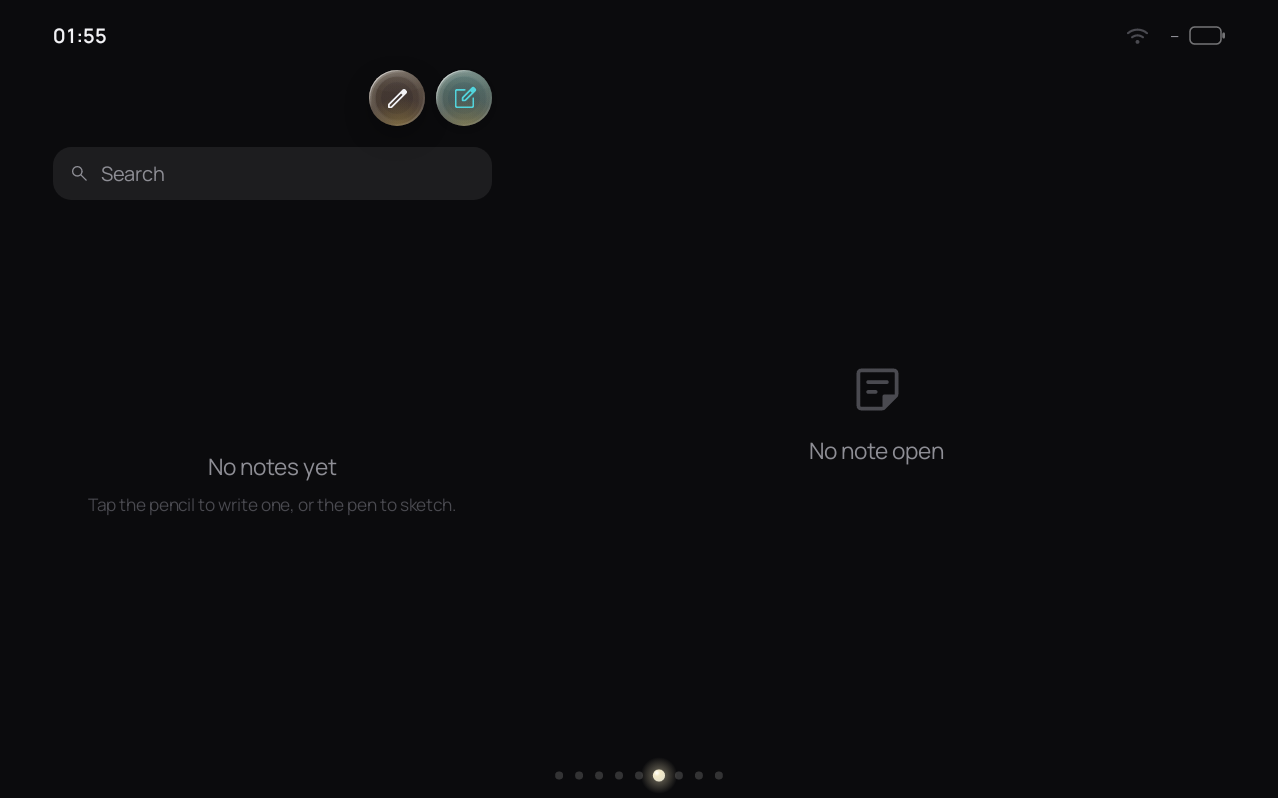 01:55
–
Search
No notes yet
Tap the pencil to write one, or the pen to sketch.
No note open